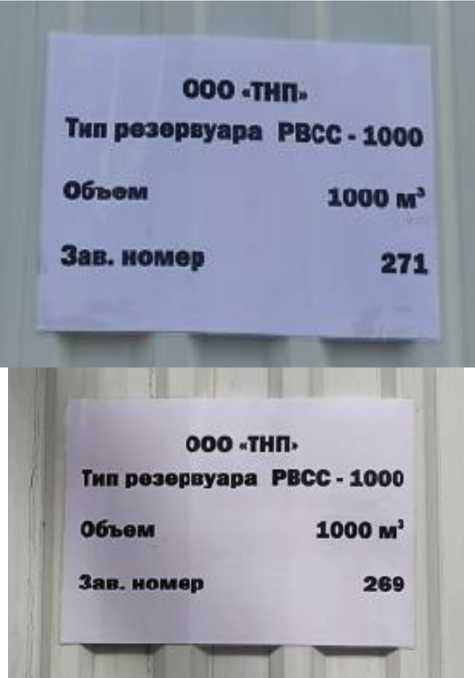 ООО «ТНП»
Тип резервуара РВСС - 1000
Объем 1000 м³
Зав. номер 271
ООО «ТНП»
Тип резервуара РВСС - 1000
Объем 1000 м³
Зав. номер 269